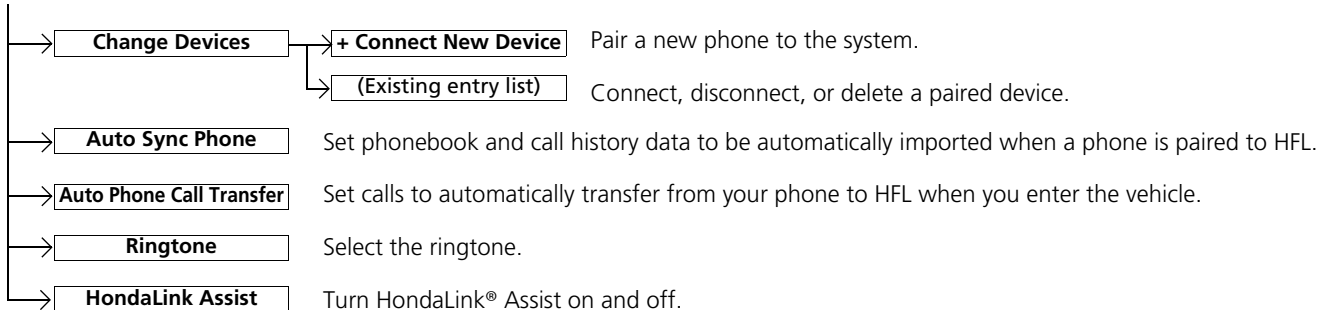 Change Devices + Connect New Device Pair a new phone to the system.
(Existing entry list) Connect, disconnect, or delete a paired device.
Auto Sync Phone Set phonebook and call history data to be automatically imported when a phone is paired to HFL.
Auto Phone Call Transfer Set calls to automatically transfer from your phone to HFL when you enter the vehicle.
Ringtone Select the ringtone.
HondaLink Assist Turn HondaLink® Assist on and off.